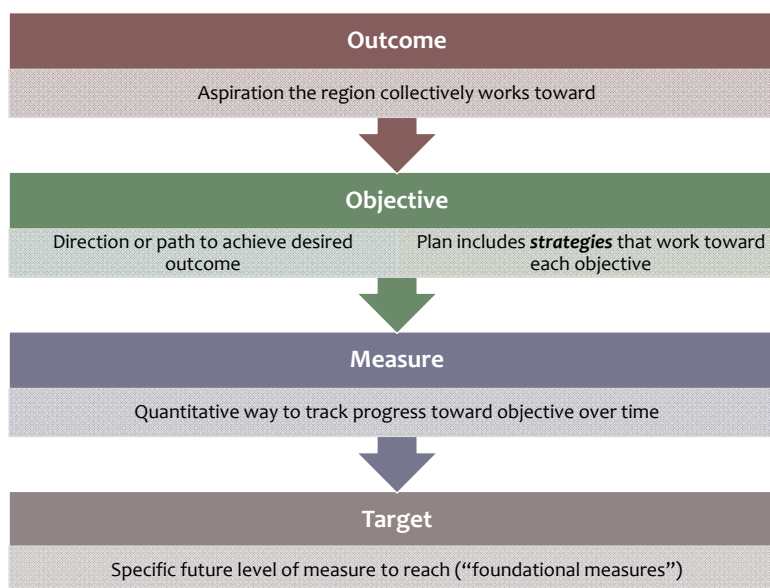 Outcome
Aspiration the region collectively works toward
Objective
Direction or path to achieve desired
outcome
Plan includes strategies that work toward
each objective
Measure
Quantitative way to track progress toward objective over time
Target
Specific future level of measure to reach (“foundational measures”)